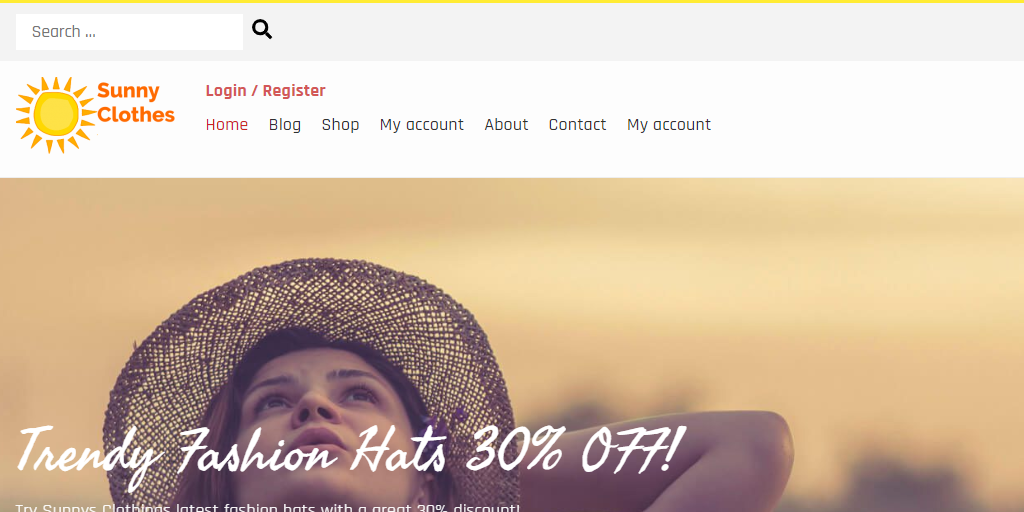 Search ...
Sunny
Clothes
Login / Register
Home Blog Shop My account About Contact My account
Trendy Fashion Hats 30% OFF!
Try Sunnys Clothings latest fashion hats with a great 30% discount!